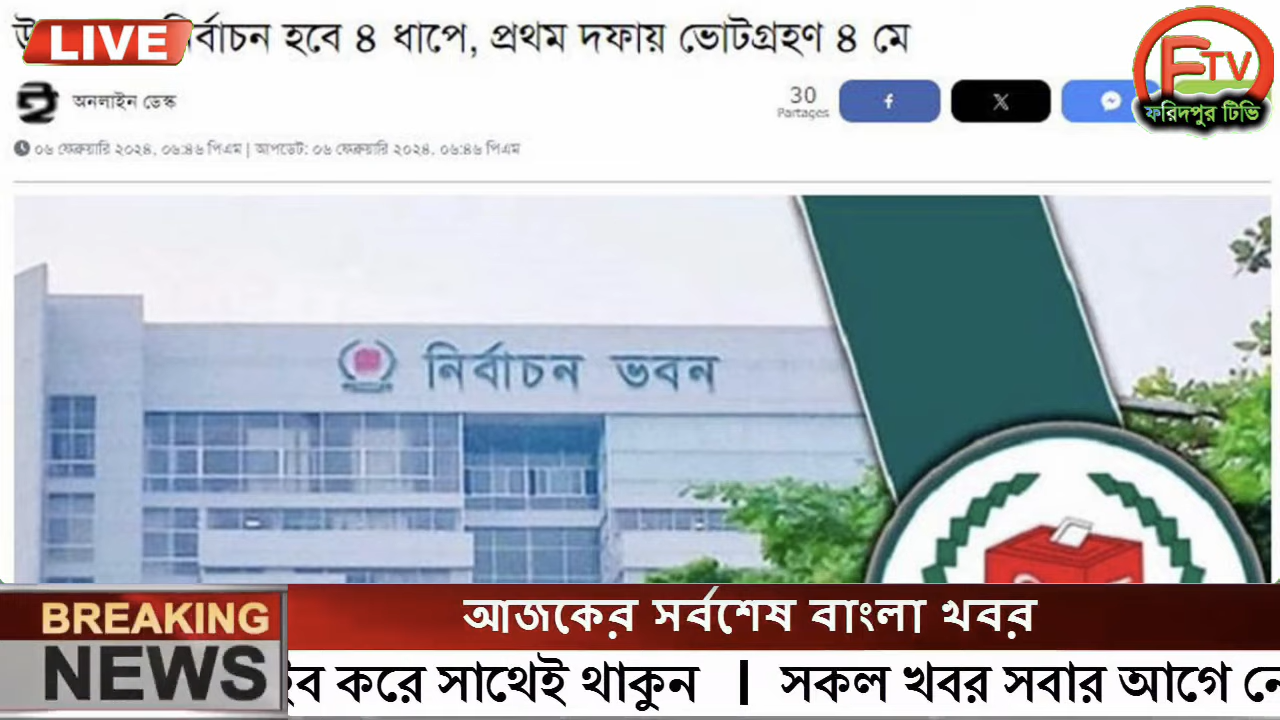 LIVE
নির্বাচন হবে ৪ ধাপে, প্রথম দফায় ভোটগ্রহণ ৪ মে
অনলাইন ডেস্ক
30
Partages
FTV
ফরিদপুর টিভি
০৬ ফেব্রুয়ারি ২০২৪, ০৬:৪৬ পিএম | আপডেট: ০৬ ফেব্রুয়ারি ২০২৪, ০৬:৪৬ পিএম
নির্বাচন ভবন
BREAKING
NEWS
আজকের সর্বশেষ বাংলা খবর
করে সাথেই থাকুন | সকল খবর সবার আগে